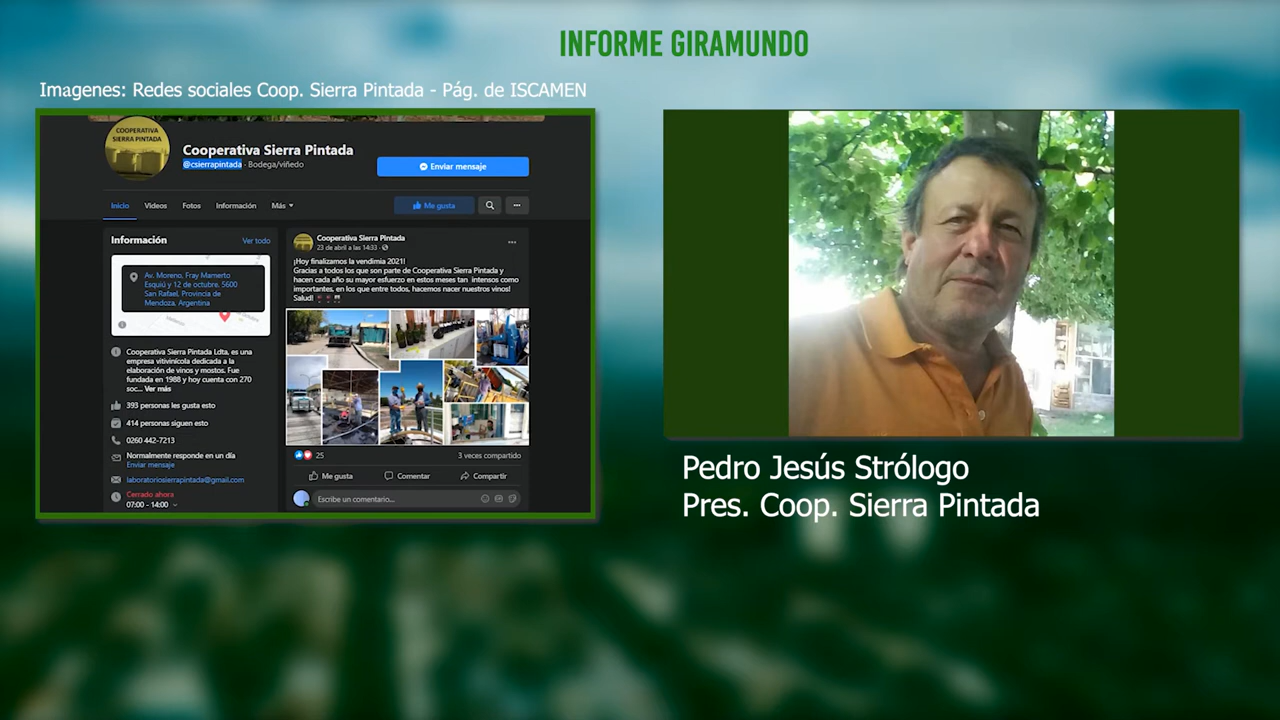 INFORME GIRAMUNDO
Imagenes: Redes sociales Coop. Sierra Pintada - Pág. de ISCAMEN
COOPERATIVA
SIERRA PINTADA
Cooperativa Sierra Pintada
@csierrapintada · Bodega/viñedo
Enviar mensaje
Inicio Videos Fotos Información Más
Me gusta
Información Ver todo
Av. Moreno, Fray Mamerto
Esquiú y 12 de octubre, 5600
San Rafael, Provincia de
Mendoza, Argentina
Cooperativa Sierra Pintada Ldta. es una
empresa vitivinícola dedicada a la
elaboración de vinos y mostos. Fue
fundada en 1988 y hoy cuenta con 270
soc... Ver más
393 personas les gusta esto
414 personas siguen esto
0260 442-7213
Normalmente responde en un día
Enviar mensaje
laboratoriosierrapintada@gmail.com
Cerrado ahora
07:00 - 14:00
Cooperativa Sierra Pintada
23 de abril a las 14:33 ·
¡Hoy finalizamos la vendimia 2021!
Gracias a todos los que son parte de Cooperativa Sierra Pintada y
hacen cada año su mayor esfuerzo en estos meses tan intensos como
importantes, en los que entre todos, hacemos nacer nuestros vinos!
Salud!
25 3 veces compartido
Me gusta Comentar Compartir
Escribe un comentario...
Pedro Jesús Strólogo
Pres. Coop. Sierra Pintada